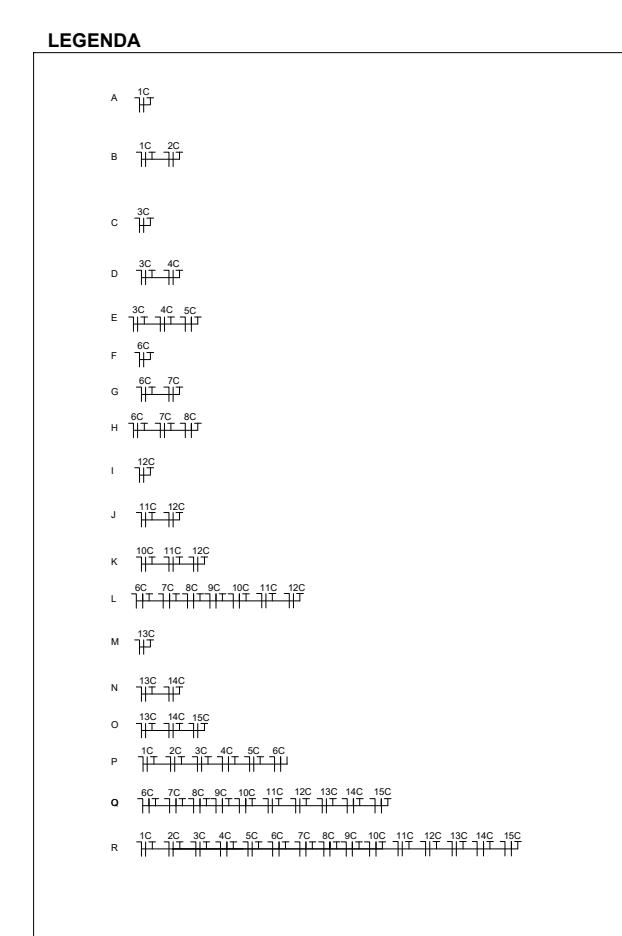 LEGENDA
A 1C
B 1C 2C
C 3C
D 3C 4C
E 3C 4C 5C
F 6C
G 6C 7C
H 6C 7C 8C
I 12C
J 11C 12C
K 10C 11C 12C
L 6C 7C 8C 9C 10C 11C 12C
M 13C
N 13C 14C
O 13C 14C 15C
P 1C 2C 3C 4C 5C 6C
Q 6C 7C 8C 9C 10C 11C 12C 13C 14C 15C
R 1C 2C 3C 4C 5C 6C 7C 8C 9C 10C 11C 12C 13C 14C 15C